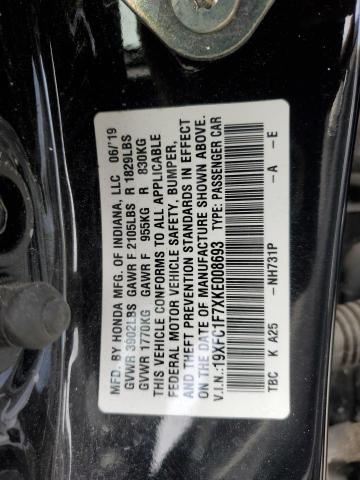 MFD. BY HONDA MFG. OF INDIANA, LLC 06/'19
GVWR 3902LBS GAWR F 2105LBS R 1829LBS
GVWR 1770KG GAWR F 955KG R 830KG
THIS VEHICLE CONFORMS TO ALL APPLICABLE
FEDERAL MOTOR VEHICLE SAFETY, BUMPER,
AND THEFT PREVENTION STANDARDS IN EFFECT
ON THE DATE OF MANUFACTURE SHOWN ABOVE.
V.I.N.: 19XFC1F7XKE008693 TYPE: PASSENGER CAR
TBC K A25 -NH731P -A -E